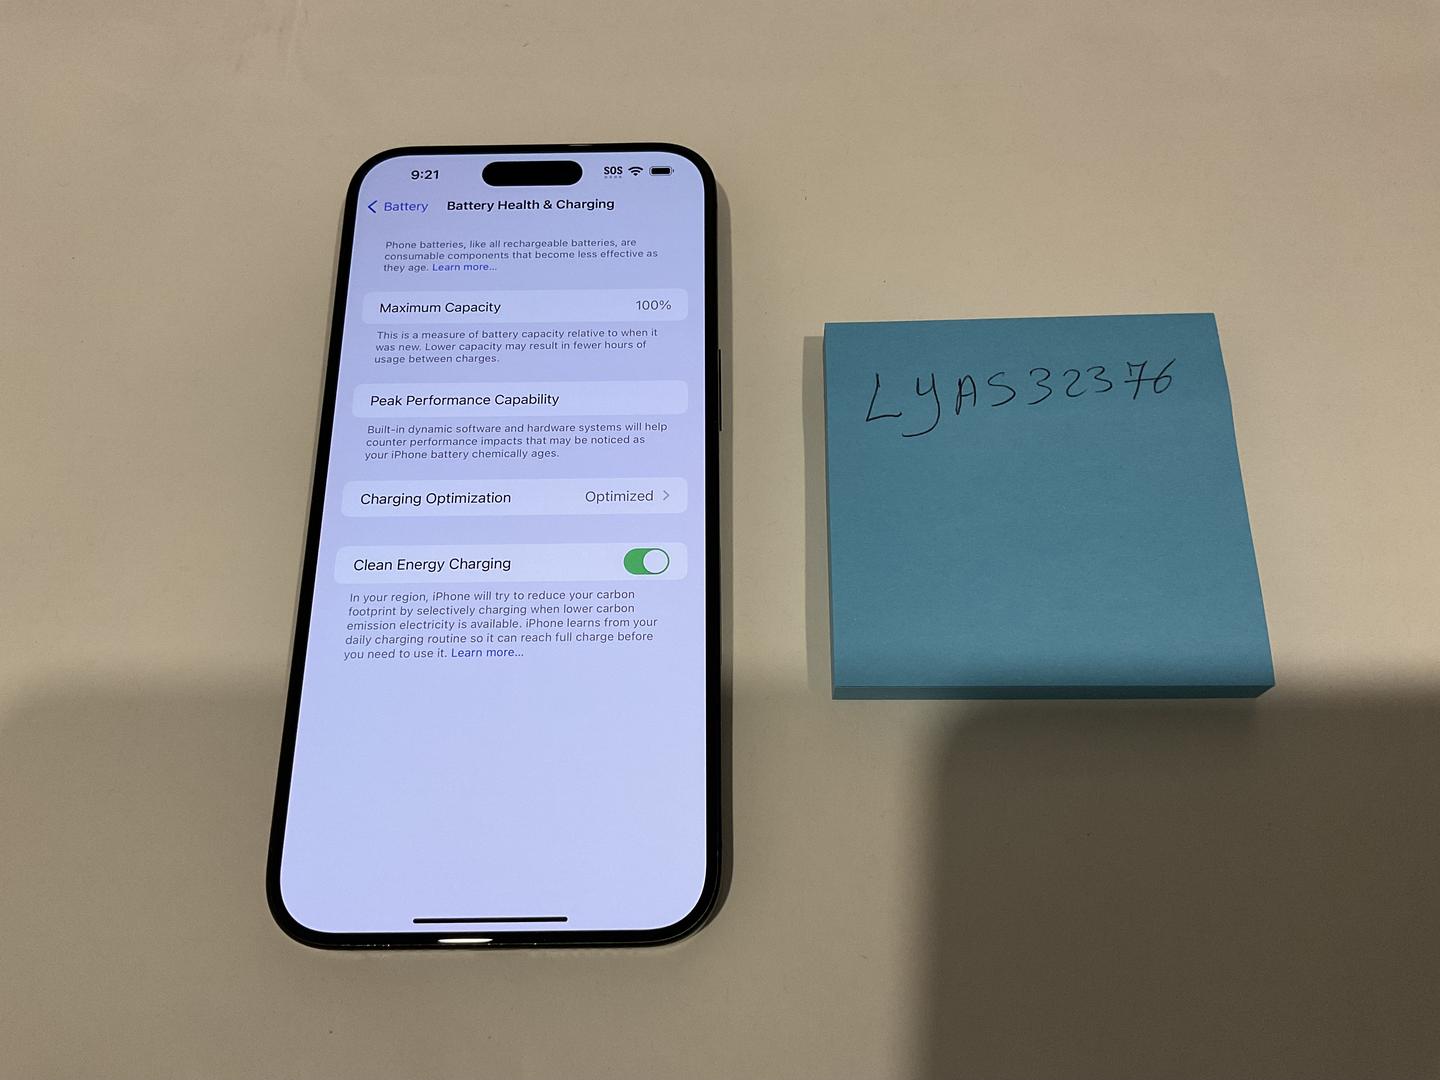 9:21
SOS
Battery
Battery Health & Charging
Phone batteries, like all rechargeable batteries, are
consumable components that become less effective as
they age. Learn more...
Maximum Capacity 100%
This is a measure of battery capacity relative to when it
was new. Lower capacity may result in fewer hours of
usage between charges.
Peak Performance Capability
Built-in dynamic software and hardware systems will help
counter performance impacts that may be noticed as
your iPhone battery chemically ages.
Charging Optimization Optimized
Clean Energy Charging
In your region, iPhone will try to reduce your carbon
footprint by selectively charging when lower carbon
emission electricity is available. iPhone learns from your
daily charging routine so it can reach full charge before
you need to use it. Learn more...
LYAS32376